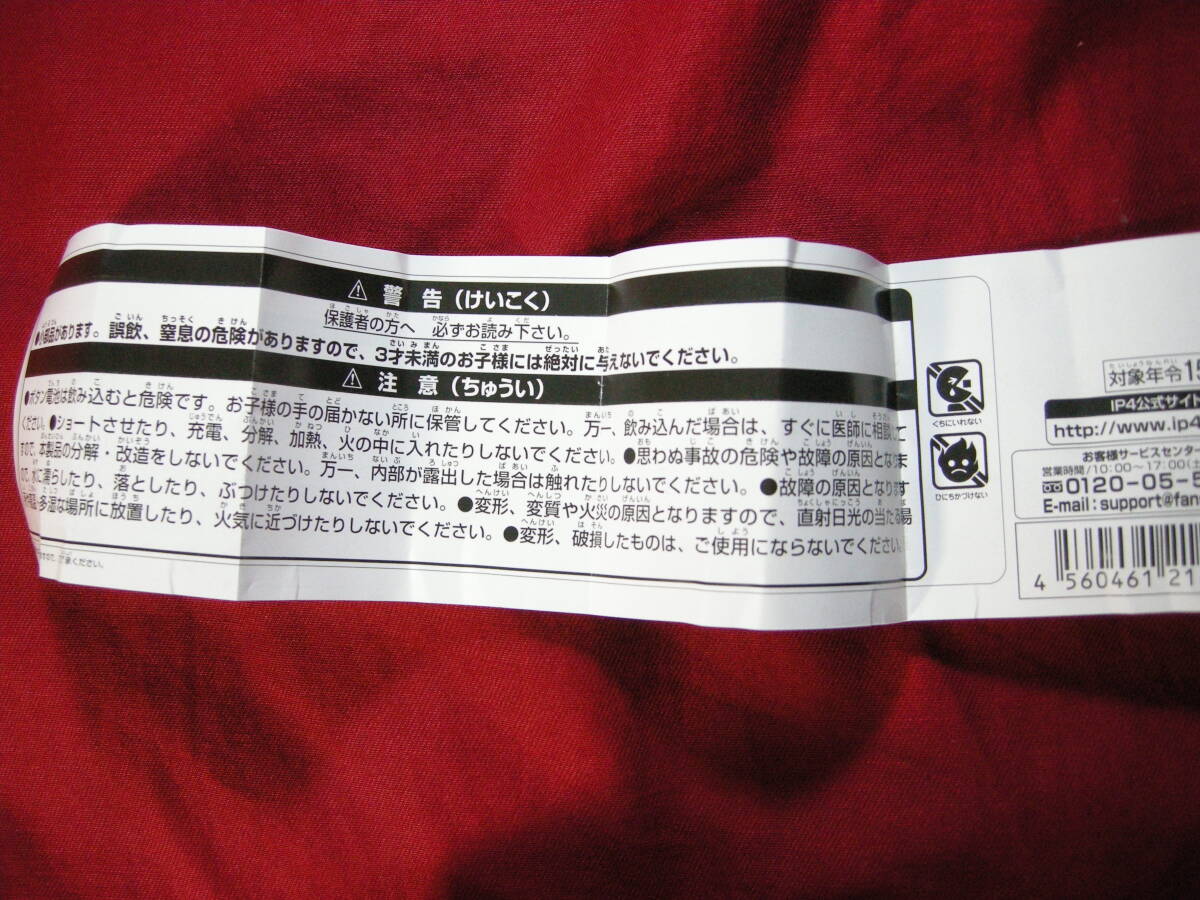 ⚠ 警 告 (けいこく)
保護者の方へ 必ずお読み下さい。
●小部品があります。誤飲、窒息の危険がありますので、3才未満のお子様には絶対に与えないでください。
⚠ 注 意 (ちゅうい)
●ボタン電池は飲み込むと危険です。お子様の手の届かない所に保管してください。万一、飲み込んだ場合は、すぐに医師に相談して
ください。●ショートさせたり、充電、分解、加熱、火の中に入れたりしないでください。●思わぬ事故の危険や故障の原因となりま
すので、本製品の分解・改造をしないでください。万一、内部が露出した場合は触れたりしないでください。●故障の原因となります
ので、水に濡らしたり、落としたり、ぶつけたりしないでください。●変形、変質や火災の原因となりますので、直射日光の当たる場
多湿な場所に放置したり、火気に近づけたりしないでください。●変形、破損したものは、ご使用にならないでください。
承ください。
くちにいれない
ひにちかづけない
対象年令15
IP4公式サイト
http://www.ip4
お客様サービスセンター
営業時間/10:00~17:00
0120-05-5
E-mail:support@fan
4 560461 21